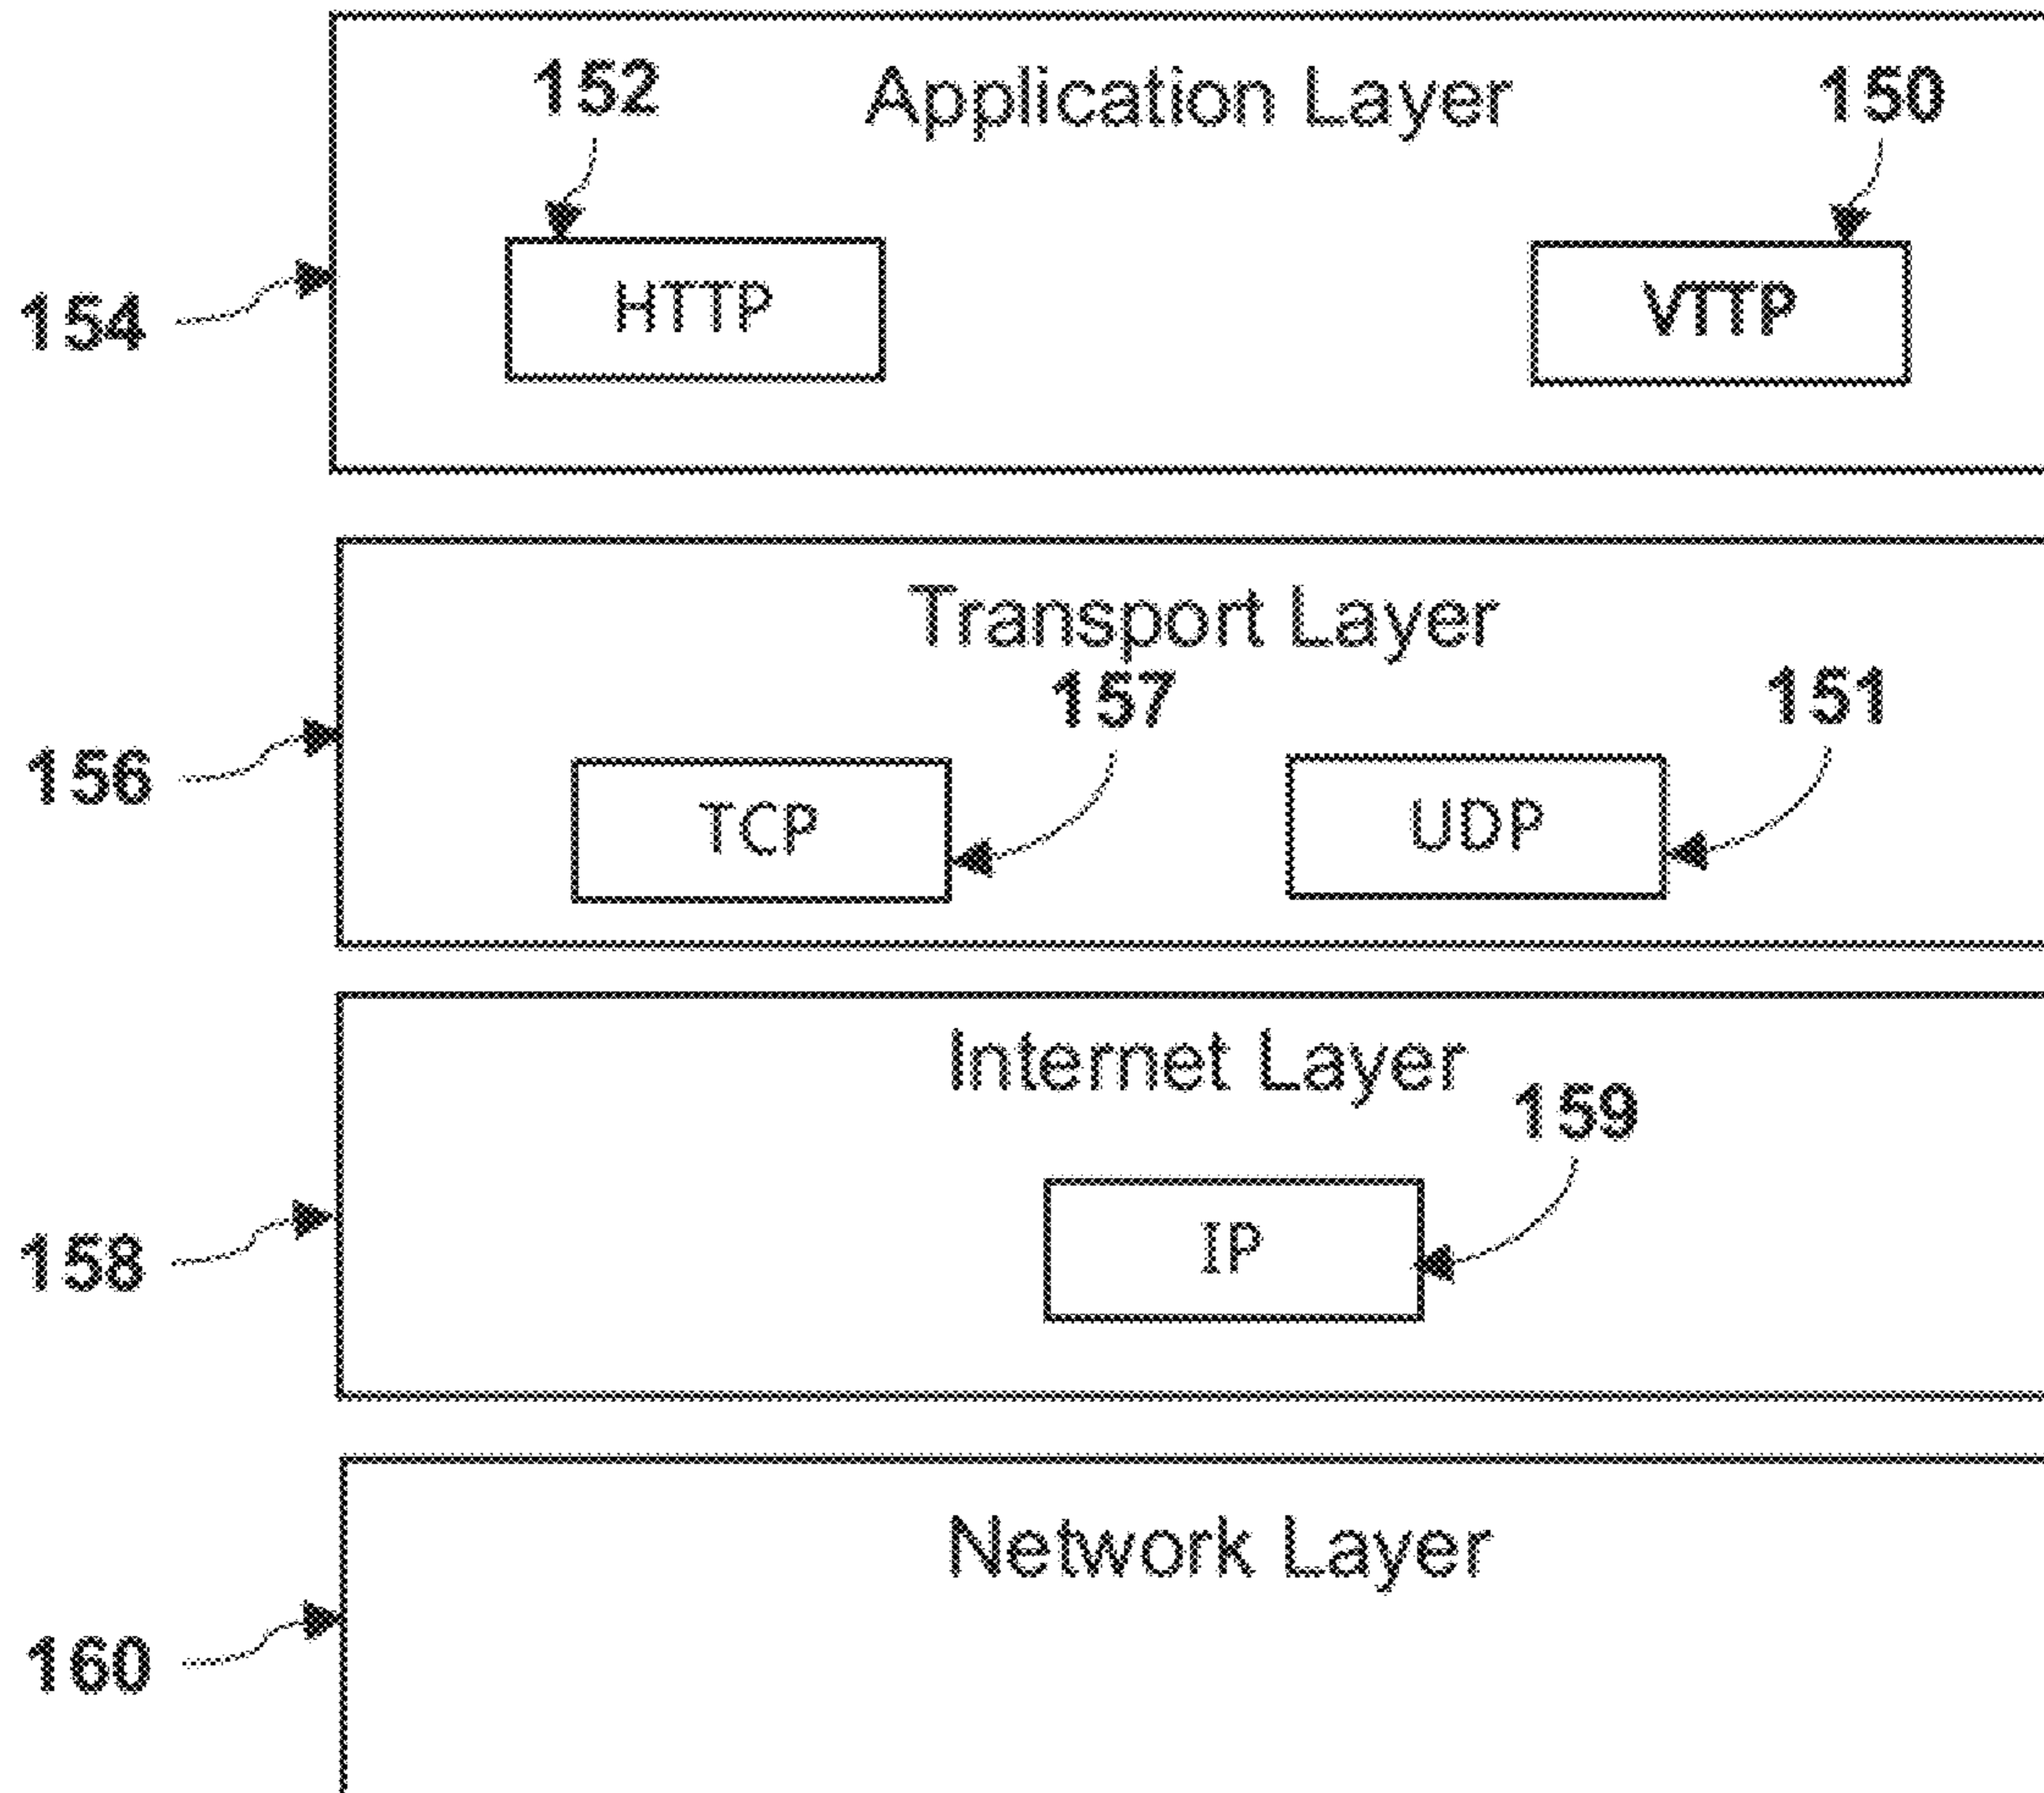 152 Application Layer 150
154 HTTP VTTP
Transport Layer
157 151
156 TCP UDP
Internet Layer
159
158 IP
Network Layer
160